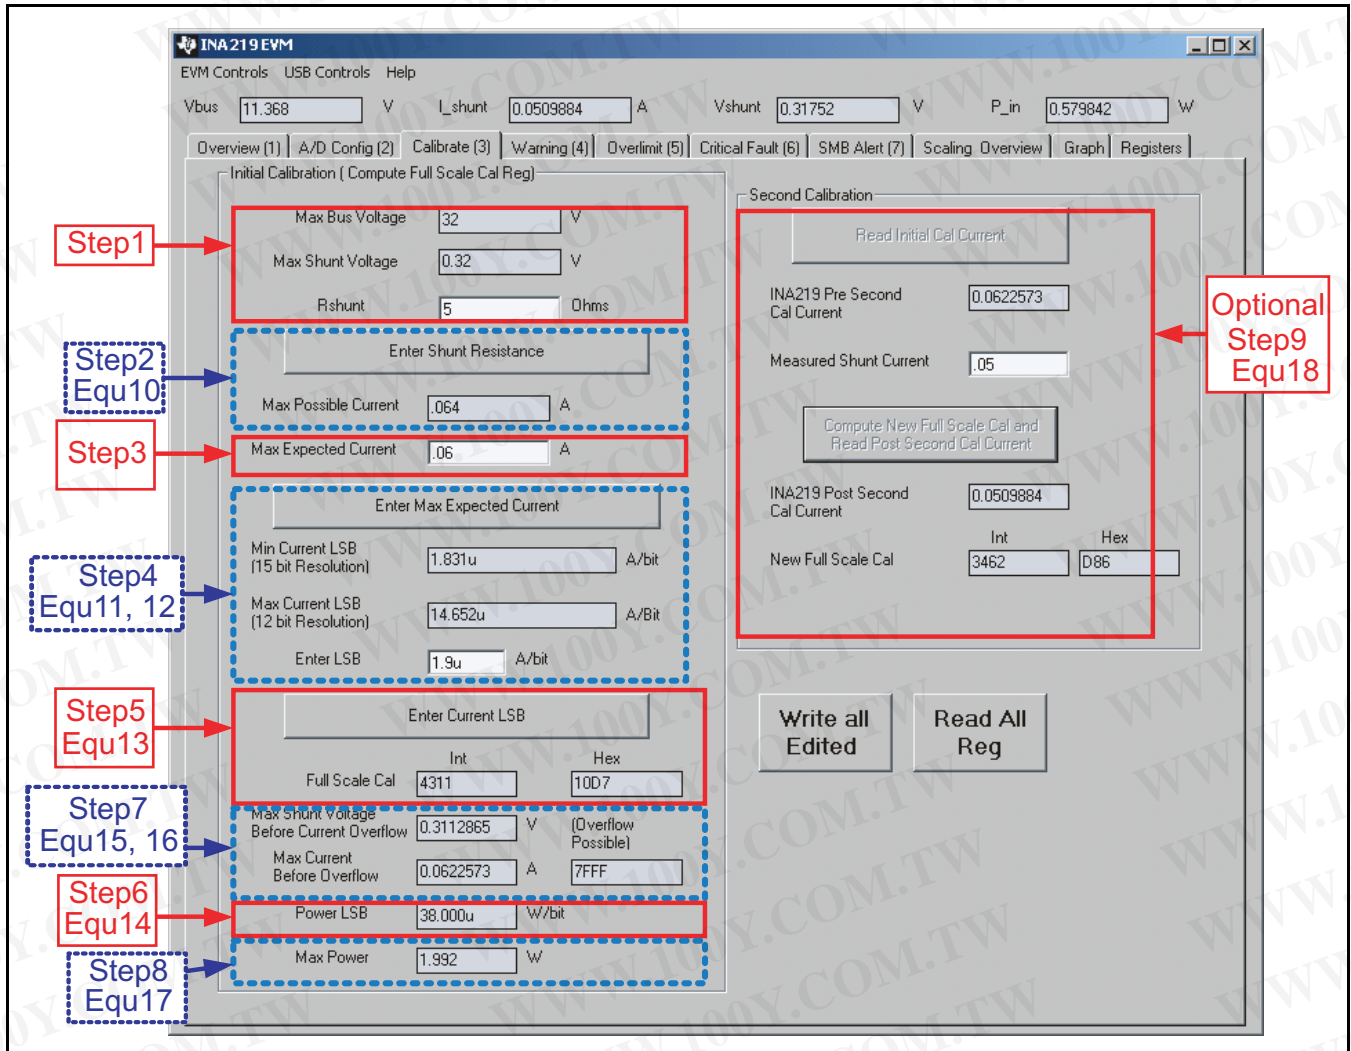 INA219EVM
EVM Controls USB Controls Help
Vbus 11.368 V I_shunt 0.0509884 A Vshunt 0.31752 V P_in 0.579842 W
Overview (1) A/D Config (2) Calibrate (3) Warning (4) Overlimit (5) Critical Fault (6) SMB Alert (7) Scaling Overview Graph Registers
Initial Calibration ( Compute Full Scale Cal Reg)
Step1
Max Bus Voltage 32 V
Max Shunt Voltage 0.32 V
Rshunt 5 Ohms
Step2
Equ10
Enter Shunt Resistance
Max Possible Current .064 A
Step3
Max Expected Current .06 A
Step4
Equ11, 12
Enter Max Expected Current
Min Current LSB
(15 bit Resolution) 1.831u A/bit
Max Current LSB
(12 bit Resolution) 14.652u A/Bit
Enter LSB 1.9u A/bit
Step5
Equ13
Enter Current LSB
Int Hex
Full Scale Cal 4311 10D7
Step7
Equ15, 16
Max Shunt Voltage
Before Current Overflow 0.3112865 V (Overflow
Possible)
Max Current
Before Overflow 0.0622573 A 7FFF
Step6
Equ14
Power LSB 38.000u W/bit
Step8
Equ17
Max Power 1.992 W
Second Calibration
Read Initial Cal Current
INA219 Pre Second
Cal Current 0.0622573
Measured Shunt Current .05
Compute New Full Scale Cal and
Read Post Second Cal Current
INA219 Post Second
Cal Current 0.0509884
Int Hex
New Full Scale Cal 3462 D86
Optional
Step9
Equ18
Write all
Edited
Read All
Reg
WWW.100Y.COM.TW